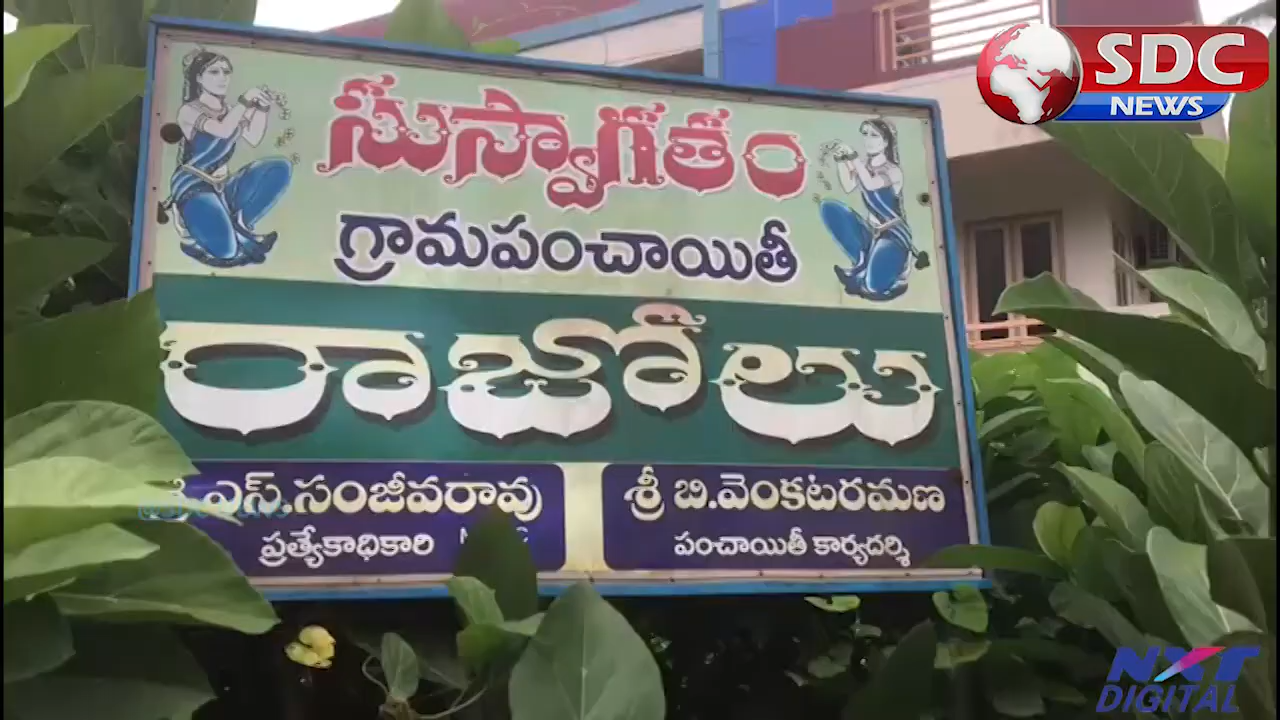 SDC
NEWS
సుస్వాగతం
గ్రామపంచాయితీ
రాజోలు
ఎస్.సంజీవరావు
ప్రత్యేకాధికారి
శ్రీ బి.వెంకటరమణ
పంచాయితీ కార్యదర్శి
NXT
DIGITAL